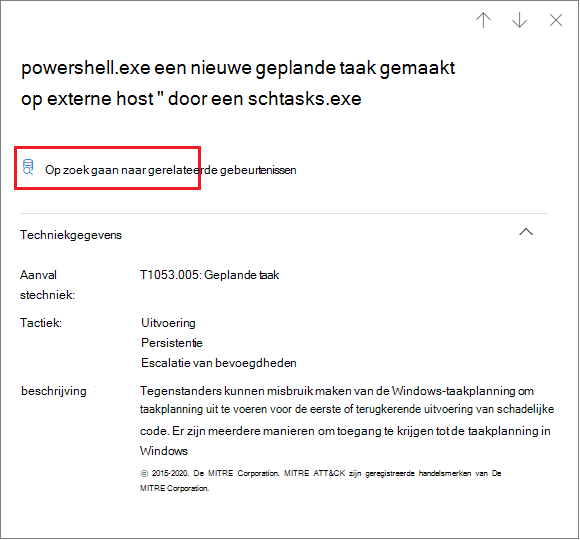 powershell.exe een nieuwe geplande taak gemaakt
op externe host " door een schtasks.exe
Op zoek gaan naar gerelateerde gebeurtenissen
Techniekgegevens
Aanval T1053.005: Geplande taak
stechniek:
Tactiek: Uitvoering
Persistentie
Escalatie van bevoegdheden
beschrijving Tegenstanders kunnen misbruik maken van de Windows-taakplanning om
taakplanning uit te voeren voor de eerste of terugkerende uitvoering van schadelijke
code. Er zijn meerdere manieren om toegang te krijgen tot de taakplanning in
Windows
© 2015-2020. De MITRE Corporation. MITRE ATT&CK zijn geregistreerde handelsmerken van De
MITRE Corporation.